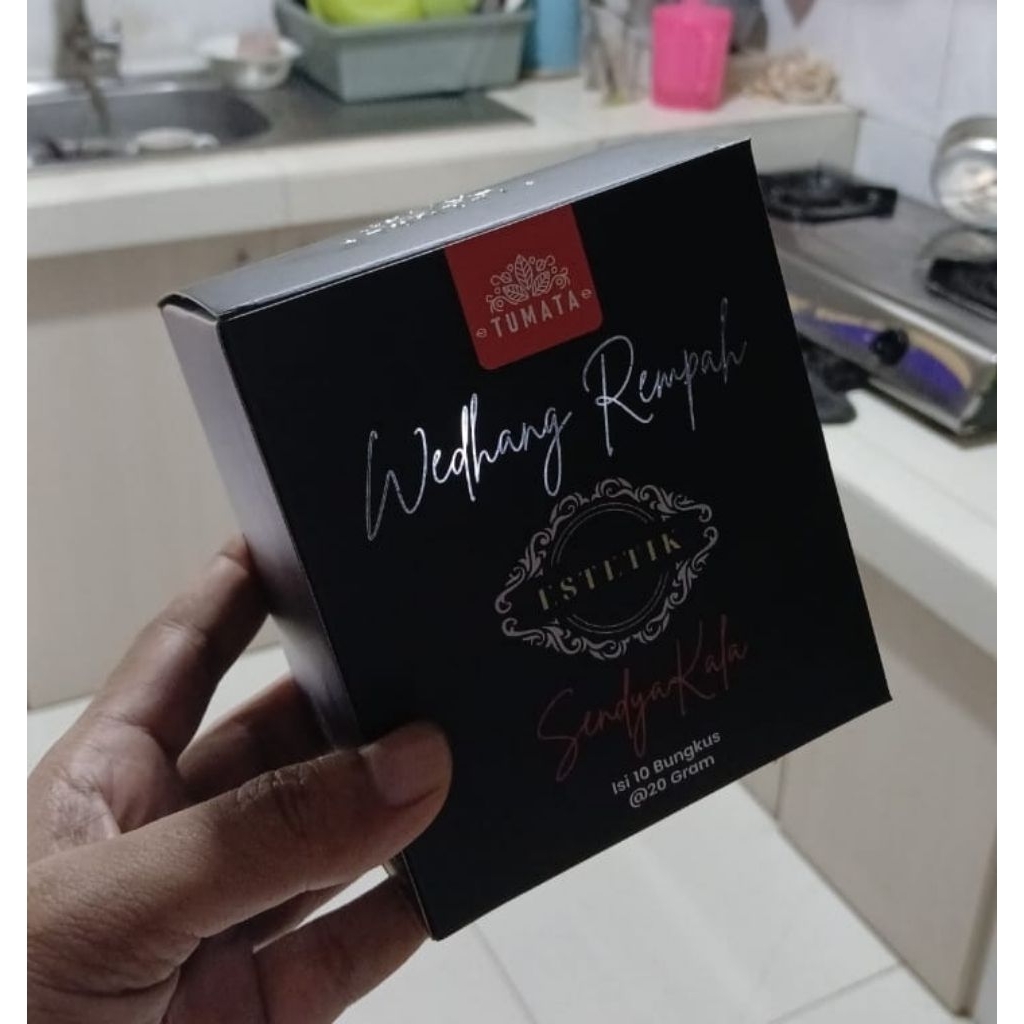 TUMATA
Wedhang Rempah
ESTETIK
SendyaKala
Isi 10 Bungkus
@20 Gram